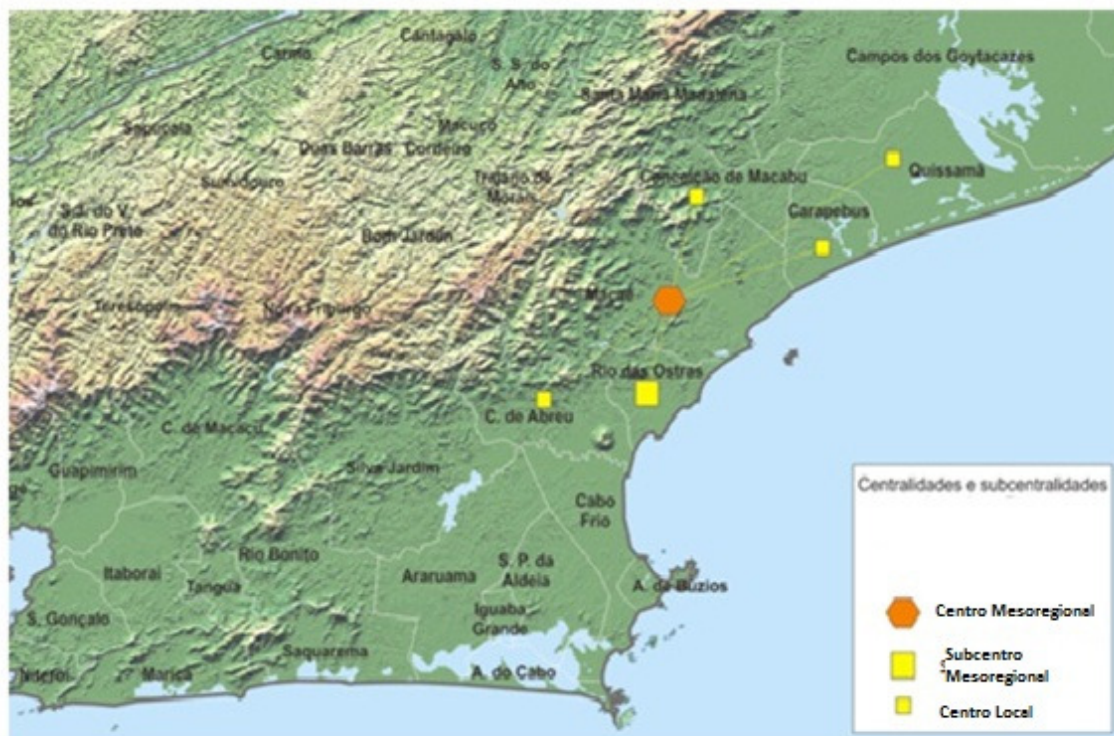 Cantagalo
Carmo
Campos dos Goytacazes
S. S. do
Alto
Santa Maria Madalena
Macuco
Sapucaia
Duas Barras
Cordeiro
Conceição de Macabu
Quissamã
Trajano de
Morais
Sumidouro
Carapebus
S.J. do V.
do Rio Preto
Bom Jardim
Macaé
Teresópolis
Nova Friburgo
Rio das Ostras
C. de Abreu
C. de Macacu
Guapimirim
Silva Jardim
Cabo
Frio
Rio Bonito
Itaborai
Tanguá
Araruama
S. P. da
Aldeia
A. de Búzios
S. Gonçalo
Iguaba
Grande
Saquarema
Niterói
Maricá
A. do Cabo
Centralidades e subcentralidades
Centro Mesoregional
Subcentro
Mesoregional
Centro Local